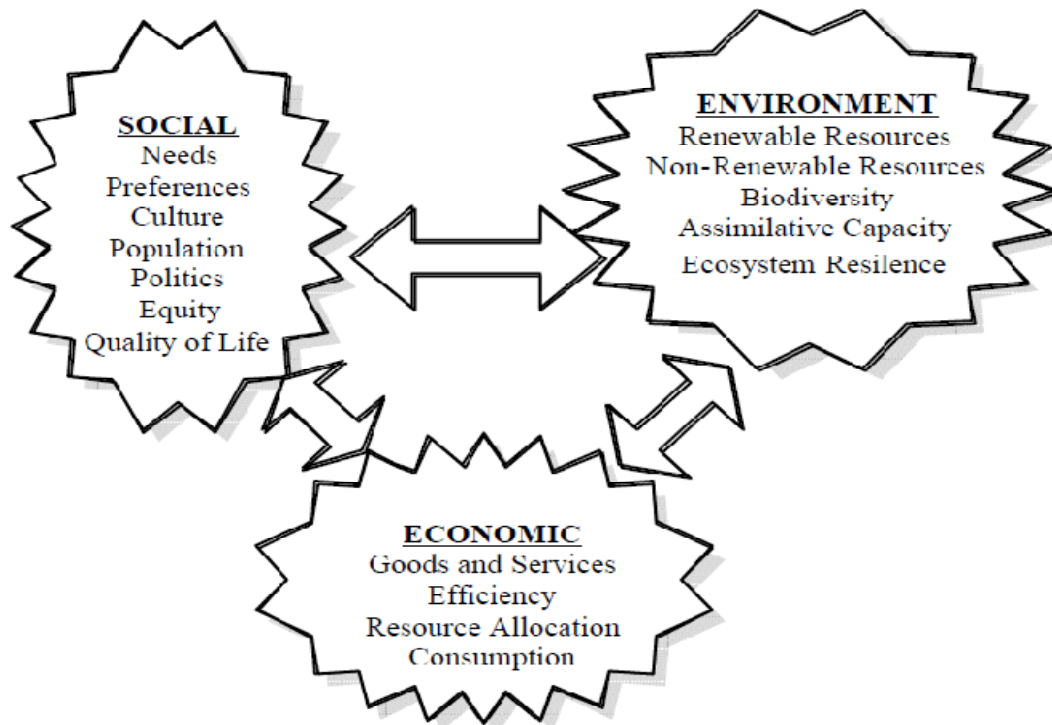 SOCIAL
Needs
Preferences
Culture
Population
Politics
Equity
Quality of Life
ENVIRONMENT
Renewable Resources
Non-Renewable Resources
Biodiversity
Assimilative Capacity
Ecosystem Resilence
ECONOMIC
Goods and Services
Efficiency
Resource Allocation
Consumption